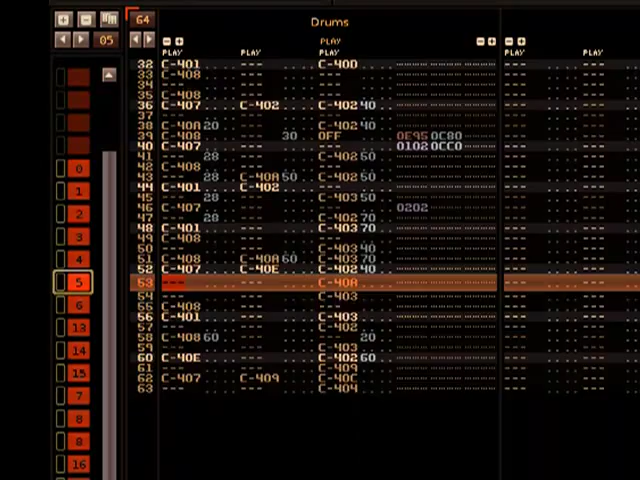 64
Drums
05
PLAY
PLAY PLAY PLAY PLAY PLAY
32 C-401 --- C-40D
33 C-408 --- ---
34 --- --- ---
35 C-408 --- ---
36 C-407 C-402 C-402 40
37 --- --- ---
38 C-40A 20 --- C-402 40
39 C-408 --- 30 OFF 0E95 0C80
40 C-407 --- --- 0102 0CC0
41 --- 28 --- C-402 50
42 C-408 --- ---
43 --- 28 C-40A 50 C-402 50
44 C-401 C-402 ---
45 --- 28 --- C-403 50
46 C-407 --- --- 0202
47 --- 28 --- C-402 70
48 C-401 --- C-403 70
49 C-408 --- ---
50 --- --- C-403 40
51 C-408 C-40A 60 C-403 70
52 C-407 C-40E C-402 40
53 --- --- C-40A
54 --- --- C-403
55 C-408 --- ---
56 C-401 --- C-403
57 --- --- C-402
58 C-408 60 --- --- 20
59 --- --- C-403
60 C-40E --- C-402 60
61 --- --- C-409
62 C-407 C-409 C-40C
63 --- --- C-404
0
1
2
3
4
5
6
13
14
15
7
8
8
16